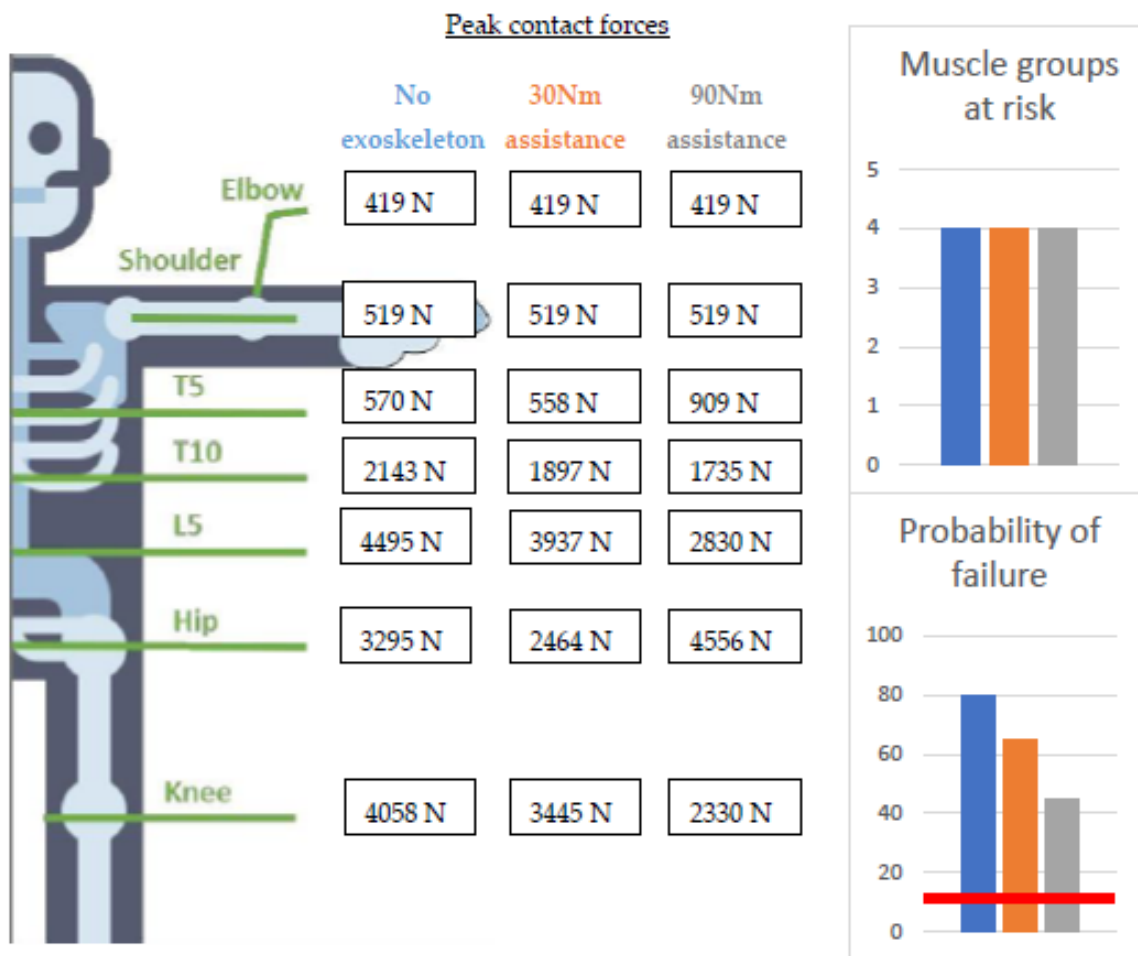 Peak contact forces
No exoskeleton
30Nm assistance
90Nm assistance
Elbow
419 N
419 N
419 N
Shoulder
519 N
519 N
519 N
T5
570 N
558 N
909 N
T10
2143 N
1897 N
1735 N
L5
4495 N
3937 N
2830 N
Hip
3295 N
2464 N
4556 N
Knee
4058 N
3445 N
2330 N
Muscle groups
at risk
5
4
3
2
1
0
Probability of
failure
100
80
60
40
20
0